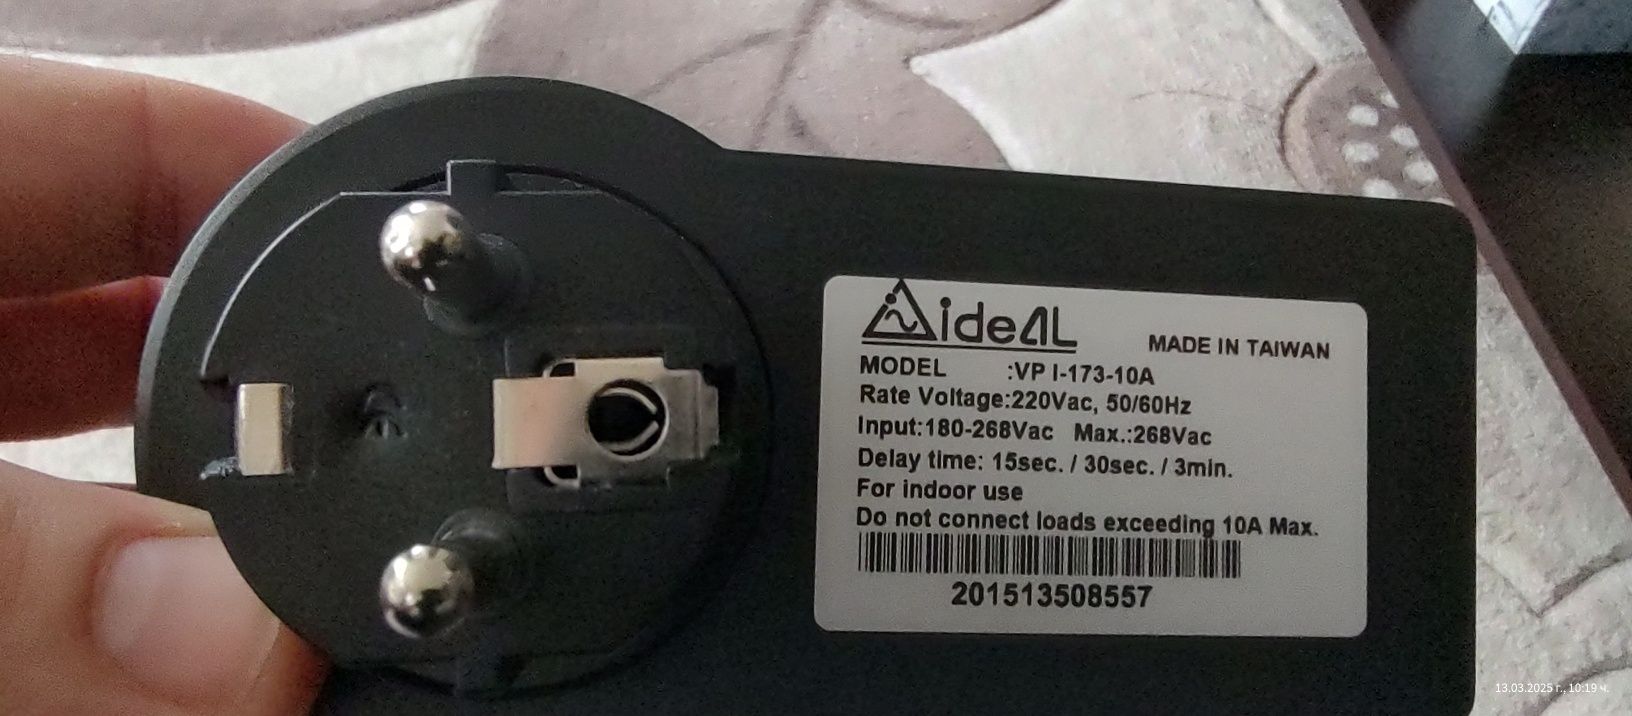 ideAL
MADE IN TAIWAN
MODEL :VP I-173-10A
Rate Voltage:220Vac, 50/60Hz
Input:180-268Vac Max.:268Vac
Delay time: 15sec. / 30sec. / 3min.
For indoor use
Do not connect loads exceeding 10A Max.
201513508557
13.03.2025 г., 10:19 ч.